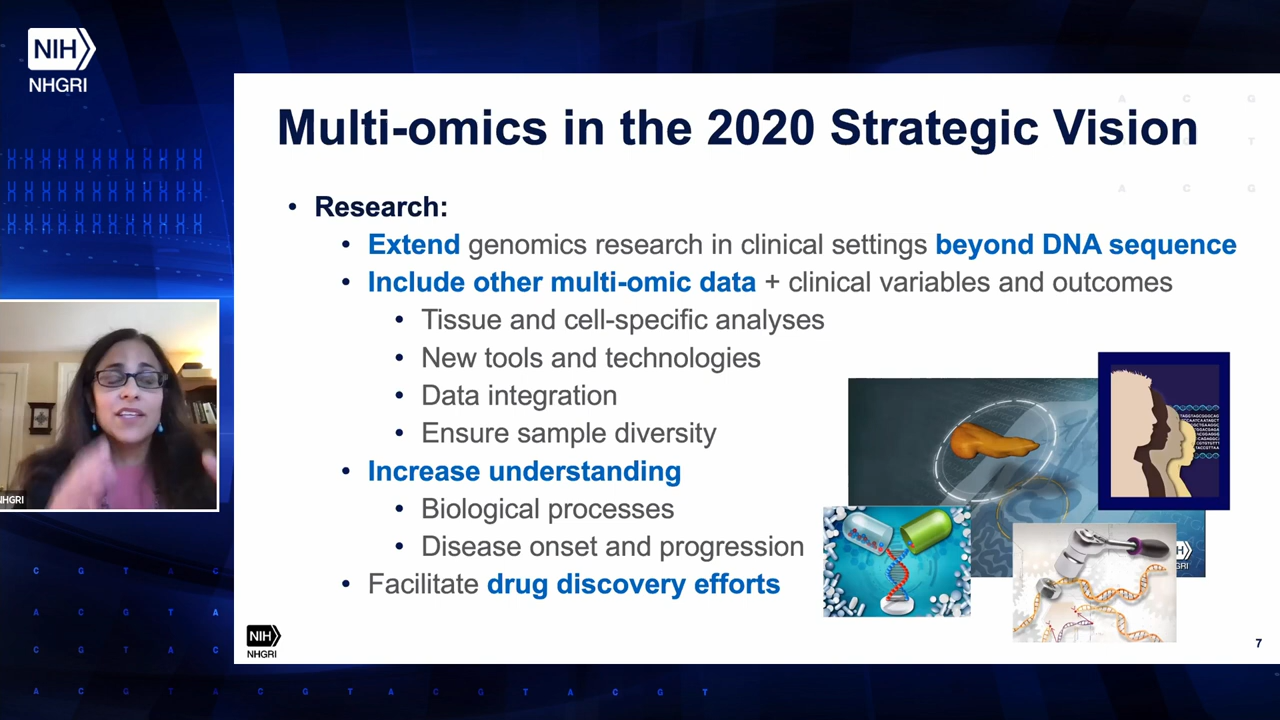 NIH
NHGRI
Multi-omics in the 2020 Strategic Vision
A C G
T
A C G
• Research:
• Extend genomics research in clinical settings beyond DNA sequence
• Include other multi-omic data + clinical variables and outcomes
• Tissue and cell-specific analyses
• New tools and technologies
• Data integration
• Ensure sample diversity
• Increase understanding
• Biological processes
• Disease onset and progression
• Facilitate drug discovery efforts
NHGRI
NIH
NHGRI
7
C G T A C
A C G T A
C G T A C
A C G T A C G T A C G T A C G T